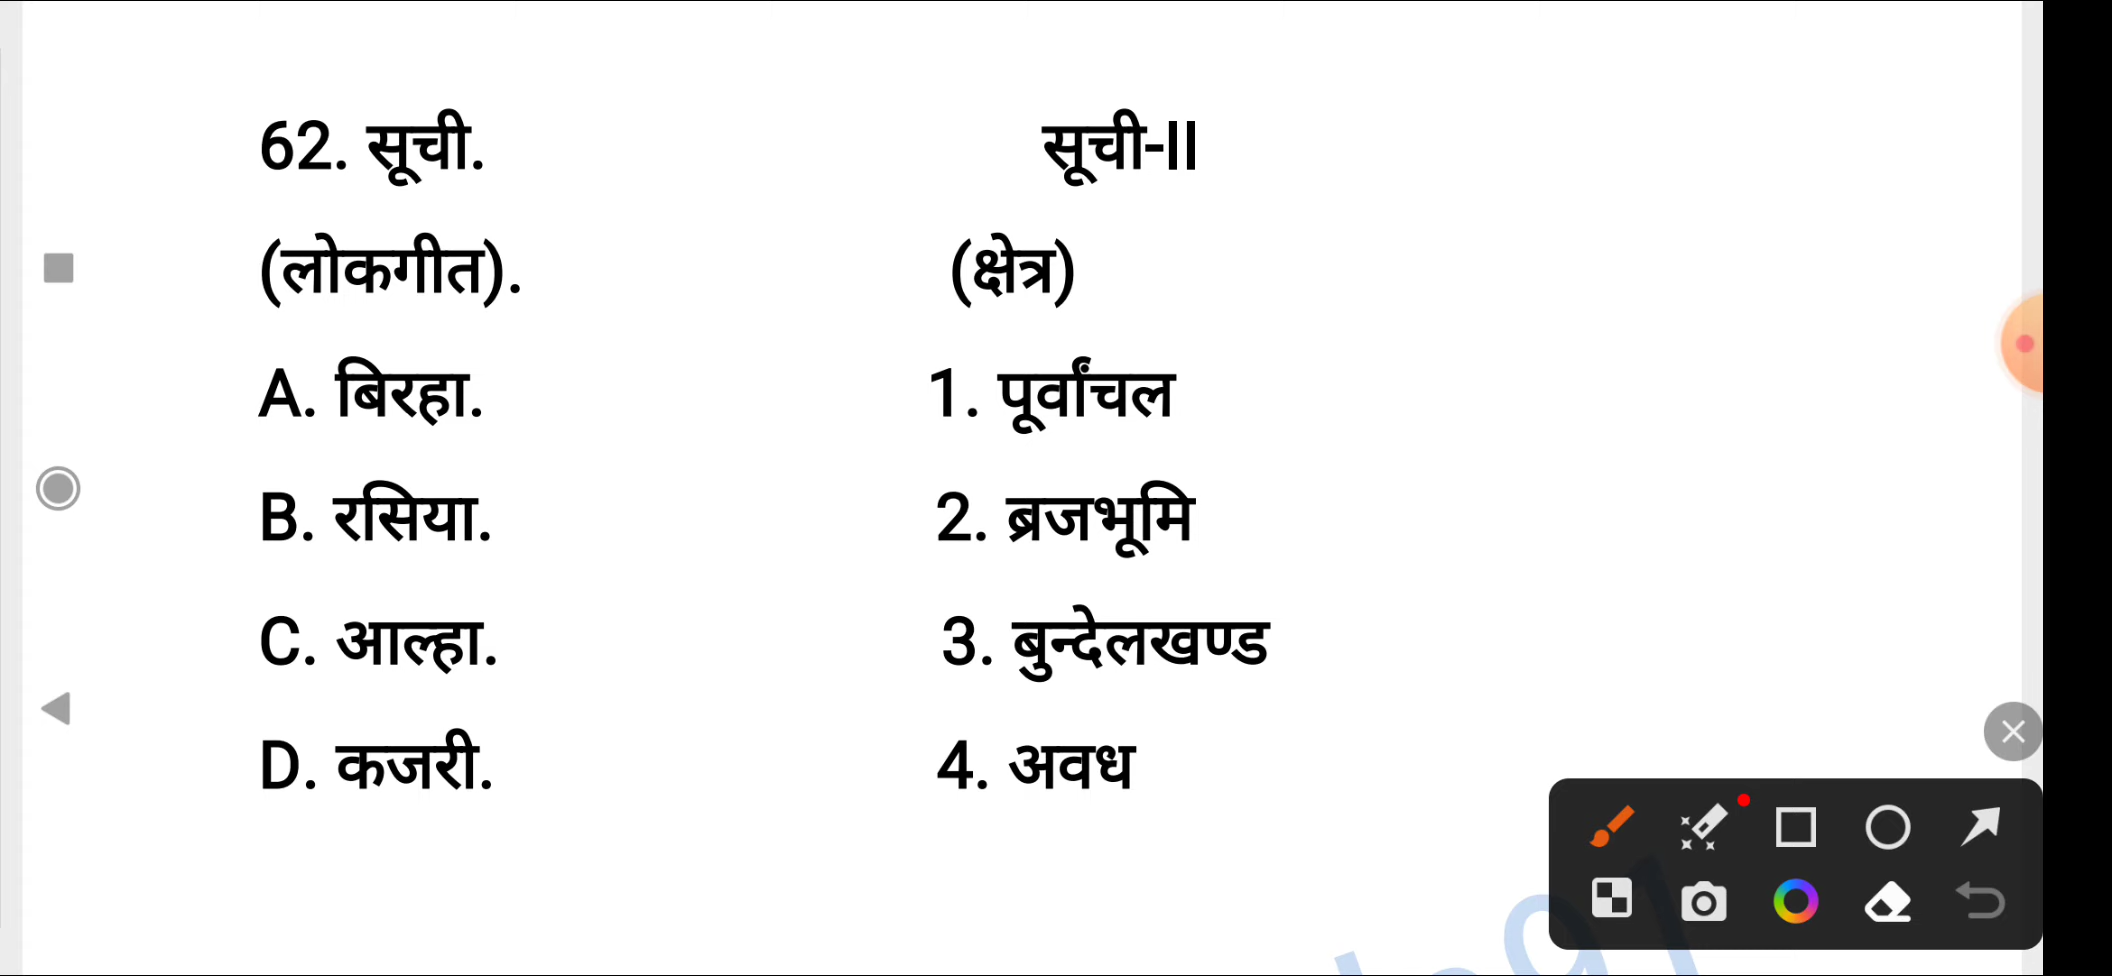 62. सूची. सूची-II
(लोकगीत). (क्षेत्र)
A. बिरहा. 1. पूर्वांचल
B. रसिया. 2. ब्रजभूमि
C. आल्हा. 3. बुन्देलखण्ड
D. कजरी. 4. अवध